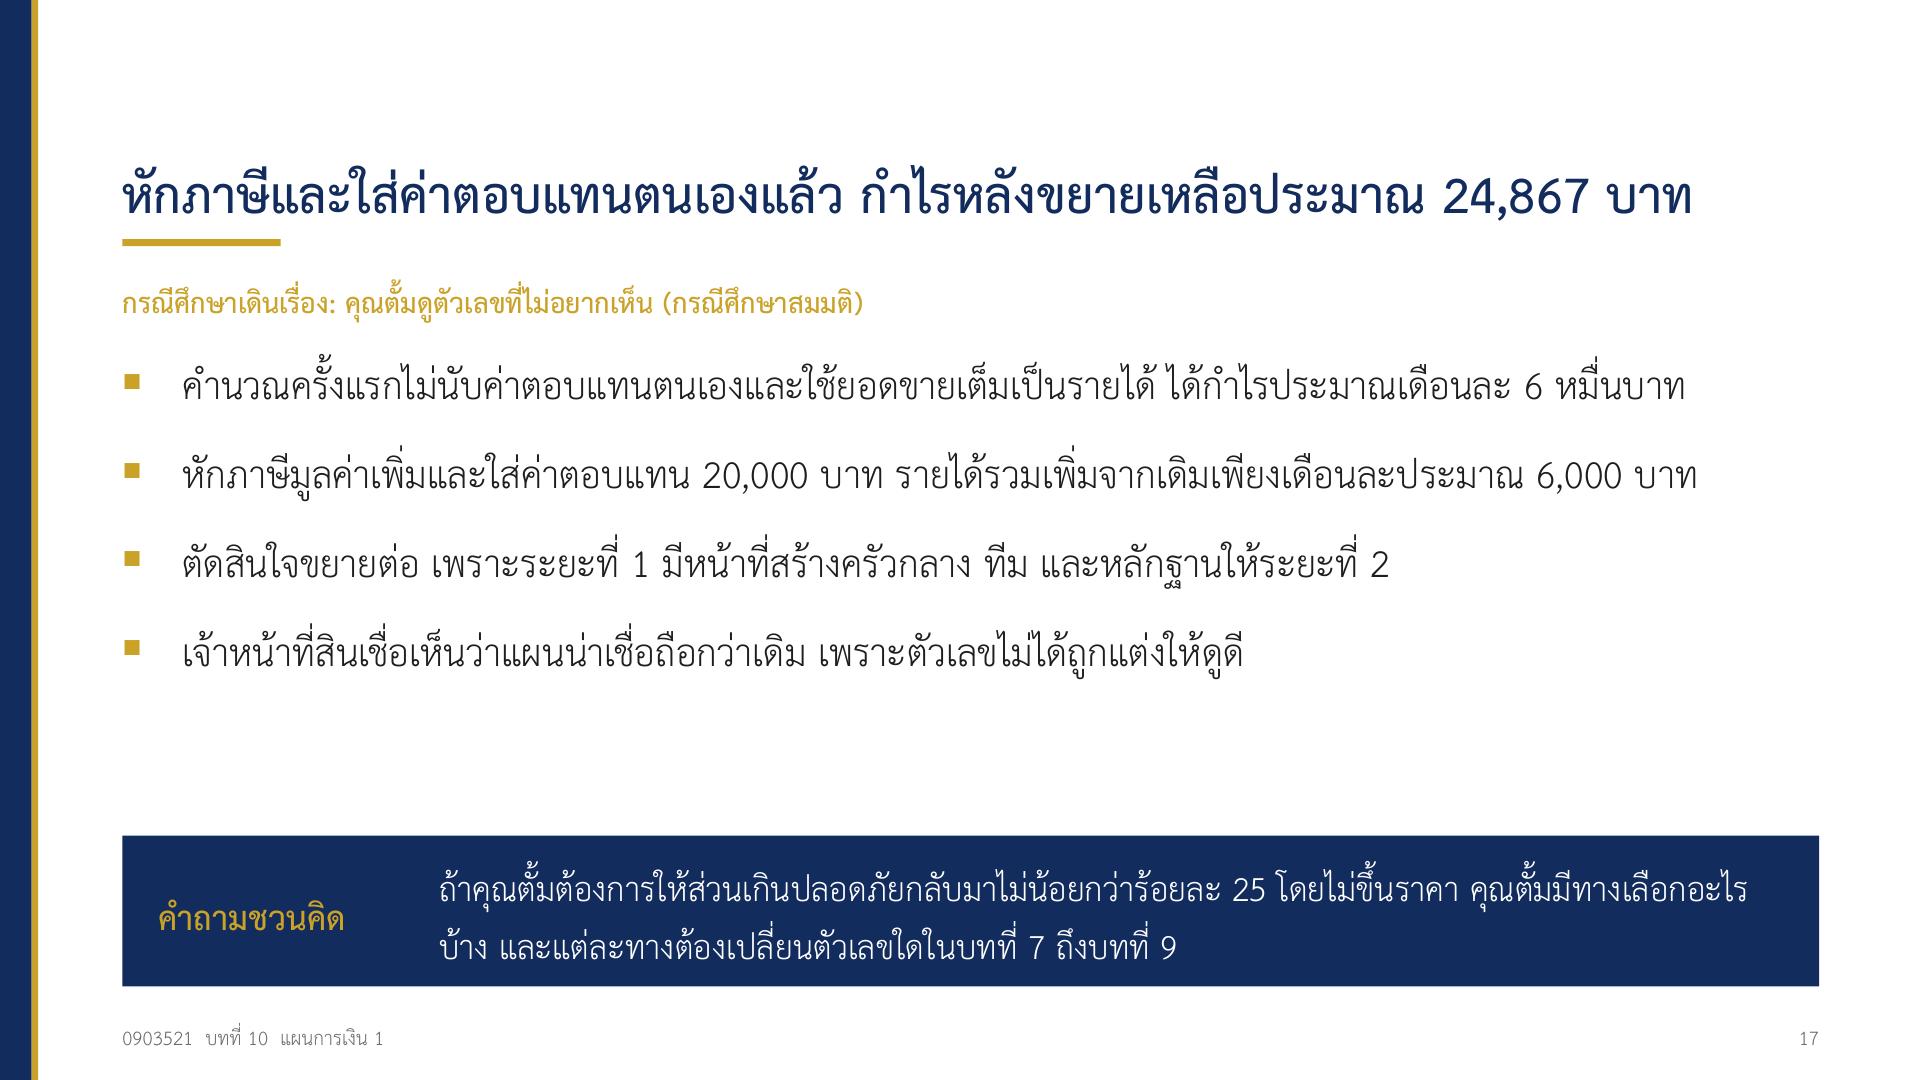 หักภาษีและใส่ค่าตอบแทนตนเองแล้ว กำไรหลังขยายเหลือประมาณ 24,867 บาท
กรณีศึกษาเดินเรื่อง: คุณตั้มดูตัวเลขที่ไม่อยากเห็น (กรณีศึกษาสมมติ)
▪ คำนวณครั้งแรกไม่นับค่าตอบแทนตนเองและใช้ยอดขายเต็มเป็นรายได้ ได้กำไรประมาณเดือนละ 6 หมื่นบาท
▪ หักภาษีมูลค่าเพิ่มและใส่ค่าตอบแทน 20,000 บาท รายได้รวมเพิ่มจากเดิมเพียงเดือนละประมาณ 6,000 บาท
▪ ตัดสินใจขยายต่อ เพราะระยะที่ 1 มีหน้าที่สร้างครัวกลาง ทีม และหลักฐานให้ระยะที่ 2
▪ เจ้าหน้าที่สินเชื่อเห็นว่าแผนน่าเชื่อถือกว่าเดิม เพราะตัวเลขไม่ได้ถูกแต่งให้ดูดี
คำถามชวนคิด
ถ้าคุณตั้มต้องการให้ส่วนเกินปลอดภัยกลับมาไม่น้อยกว่าร้อยละ 25 โดยไม่ขึ้นราคา คุณตั้มมีทางเลือกอะไร
บ้าง และแต่ละทางต้องเปลี่ยนตัวเลขใดในบทที่ 7 ถึงบทที่ 9
0903521 บทที่ 10 แผนการเงิน 1
17